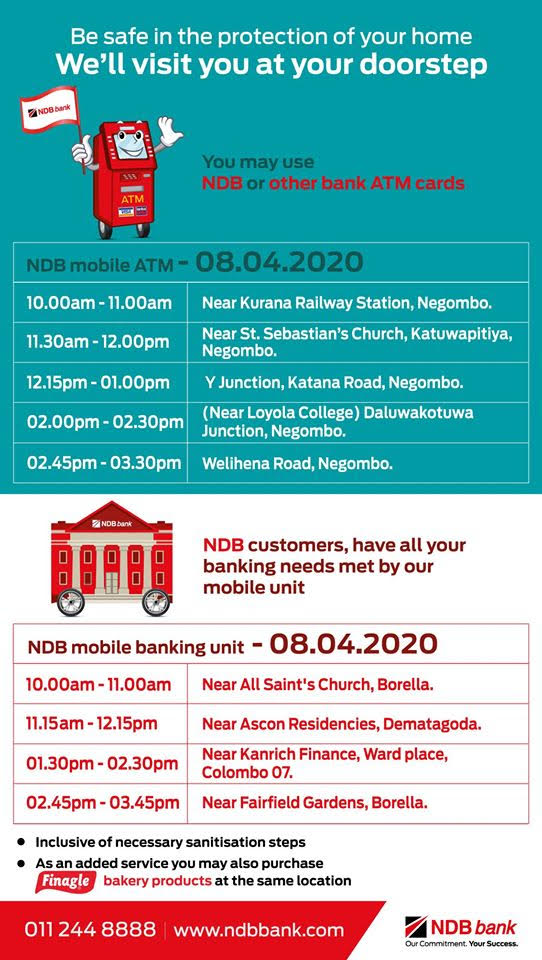 Be safe in the protection of your home
We'll visit you at your doorstep
NDB bank
ATM
VISA
You may use
NDB or other bank ATM cards
NDB mobile ATM - 08.04.2020
10.00am - 11.00am Near Kurana Railway Station, Negombo.
11.30am - 12.00pm Near St. Sebastian's Church, Katuwapitiya,
Negombo.
12.15pm - 01.00pm Y Junction, Katana Road, Negombo.
02.00pm - 02.30pm (Near Loyola College) Daluwakotuwa
Junction, Negombo.
02.45pm - 03.30pm Welihena Road, Negombo.
NDB bank
NDB customers, have all your
banking needs met by our
mobile unit
NDB mobile banking unit - 08.04.2020
10.00am - 11.00am Near All Saint's Church, Borella.
11.15am - 12.15pm Near Ascon Residencies, Dematagoda.
01.30pm - 02.30pm Near Kanrich Finance, Ward place,
Colombo 07.
02.45pm - 03.45pm Near Fairfield Gardens, Borella.
● Inclusive of necessary sanitisation steps
● As an added service you may also purchase
Finagle bakery products at the same location
011 244 8888 | www.ndbbank.com
NDB bank
Our Commitment. Your Success.